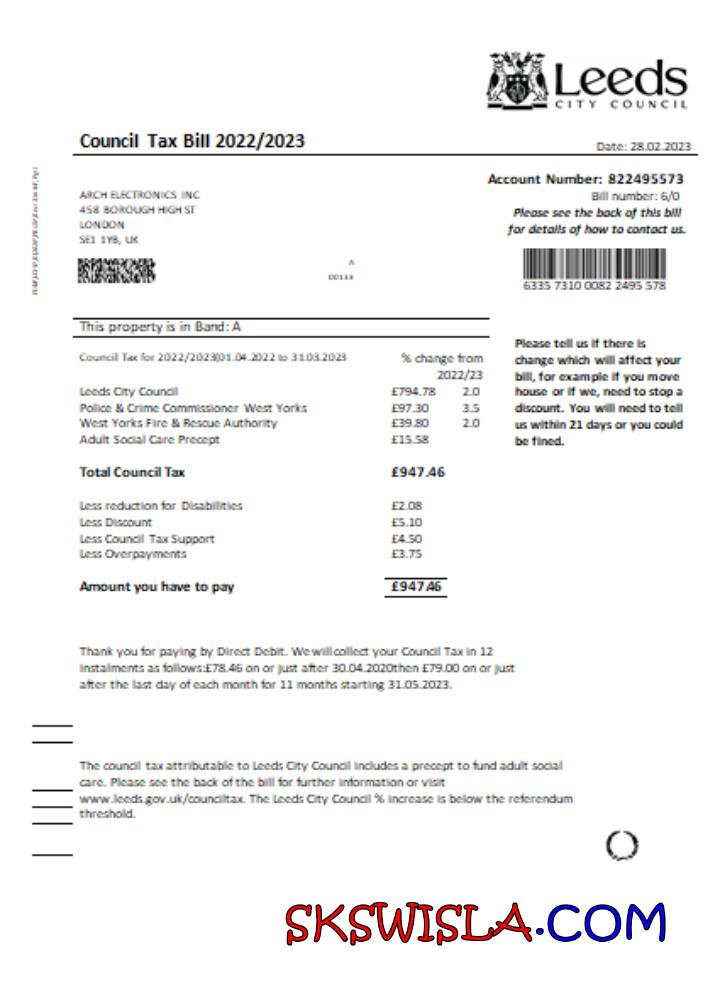 Leeds
CITY COUNCIL
Council Tax Bill 2022/2023
Date: 28.02.2023
Account Number: 822495573
Bill number: 6/0
Please see the back of this bill
for details of how to contact us.
ARCH ELECTRONICS INC
458 BOROUGH HIGH ST
LONDON
SE1 1YB, UK
A
6335 7310 0082 2495 578
This property is in Band: A
Council Tax for 2022/2023(01.04.2022 to 31.03.2023 % change from
2022/23
Leeds City Council £794.78 2.0
Police & Crime Commissioner West Yorks £97.30 3.5
West Yorks Fire & Rescue Authority £39.80 2.0
Adult Social Care Precept £15.58
Total Council Tax £947.46
Less reduction for Disabilities £2.08
Less Discount £5.10
Less Council Tax Support £4.50
Less Overpayments £3.75
Amount you have to pay £947.46
Please tell us if there is
change which will affect your
bill, for example if you move
house or if we, need to stop a
discount. You will need to tell
us within 21 days or you could
be fined.
Thank you for paying by Direct Debit. We will collect your Council Tax in 12
instalments as follows:£78.46 on or just after 30.04.2020then £79.00 on or just
after the last day of each month for 11 months starting 31.05.2023.
The council tax attributable to Leeds City Council includes a precept to fund adult social
care. Please see the back of the bill for further information or visit
www.leeds.gov.uk/counciltax. The Leeds City Council % increase is below the referendum
threshold.
SKSWISLA.COM